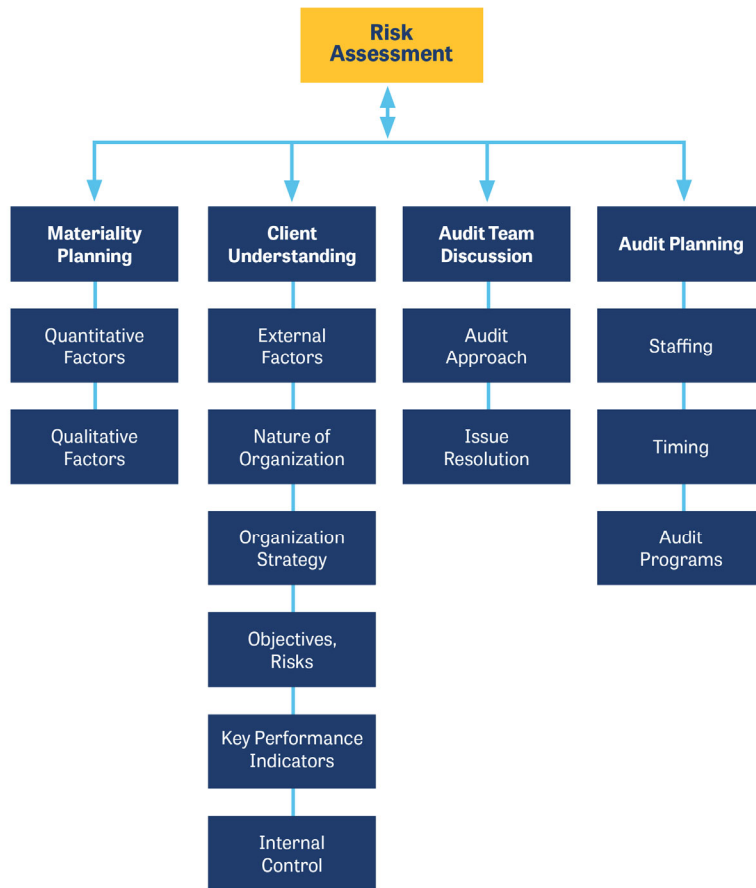 Risk
Assessment
Materiality
Planning
Quantitative
Factors
Qualitative
Factors
Client
Understanding
External
Factors
Nature of
Organization
Organization
Strategy
Objectives,
Risks
Key Performance
Indicators
Internal
Control
Audit Team
Discussion
Audit
Approach
Issue
Resolution
Audit Planning
Staffing
Timing
Audit
Programs